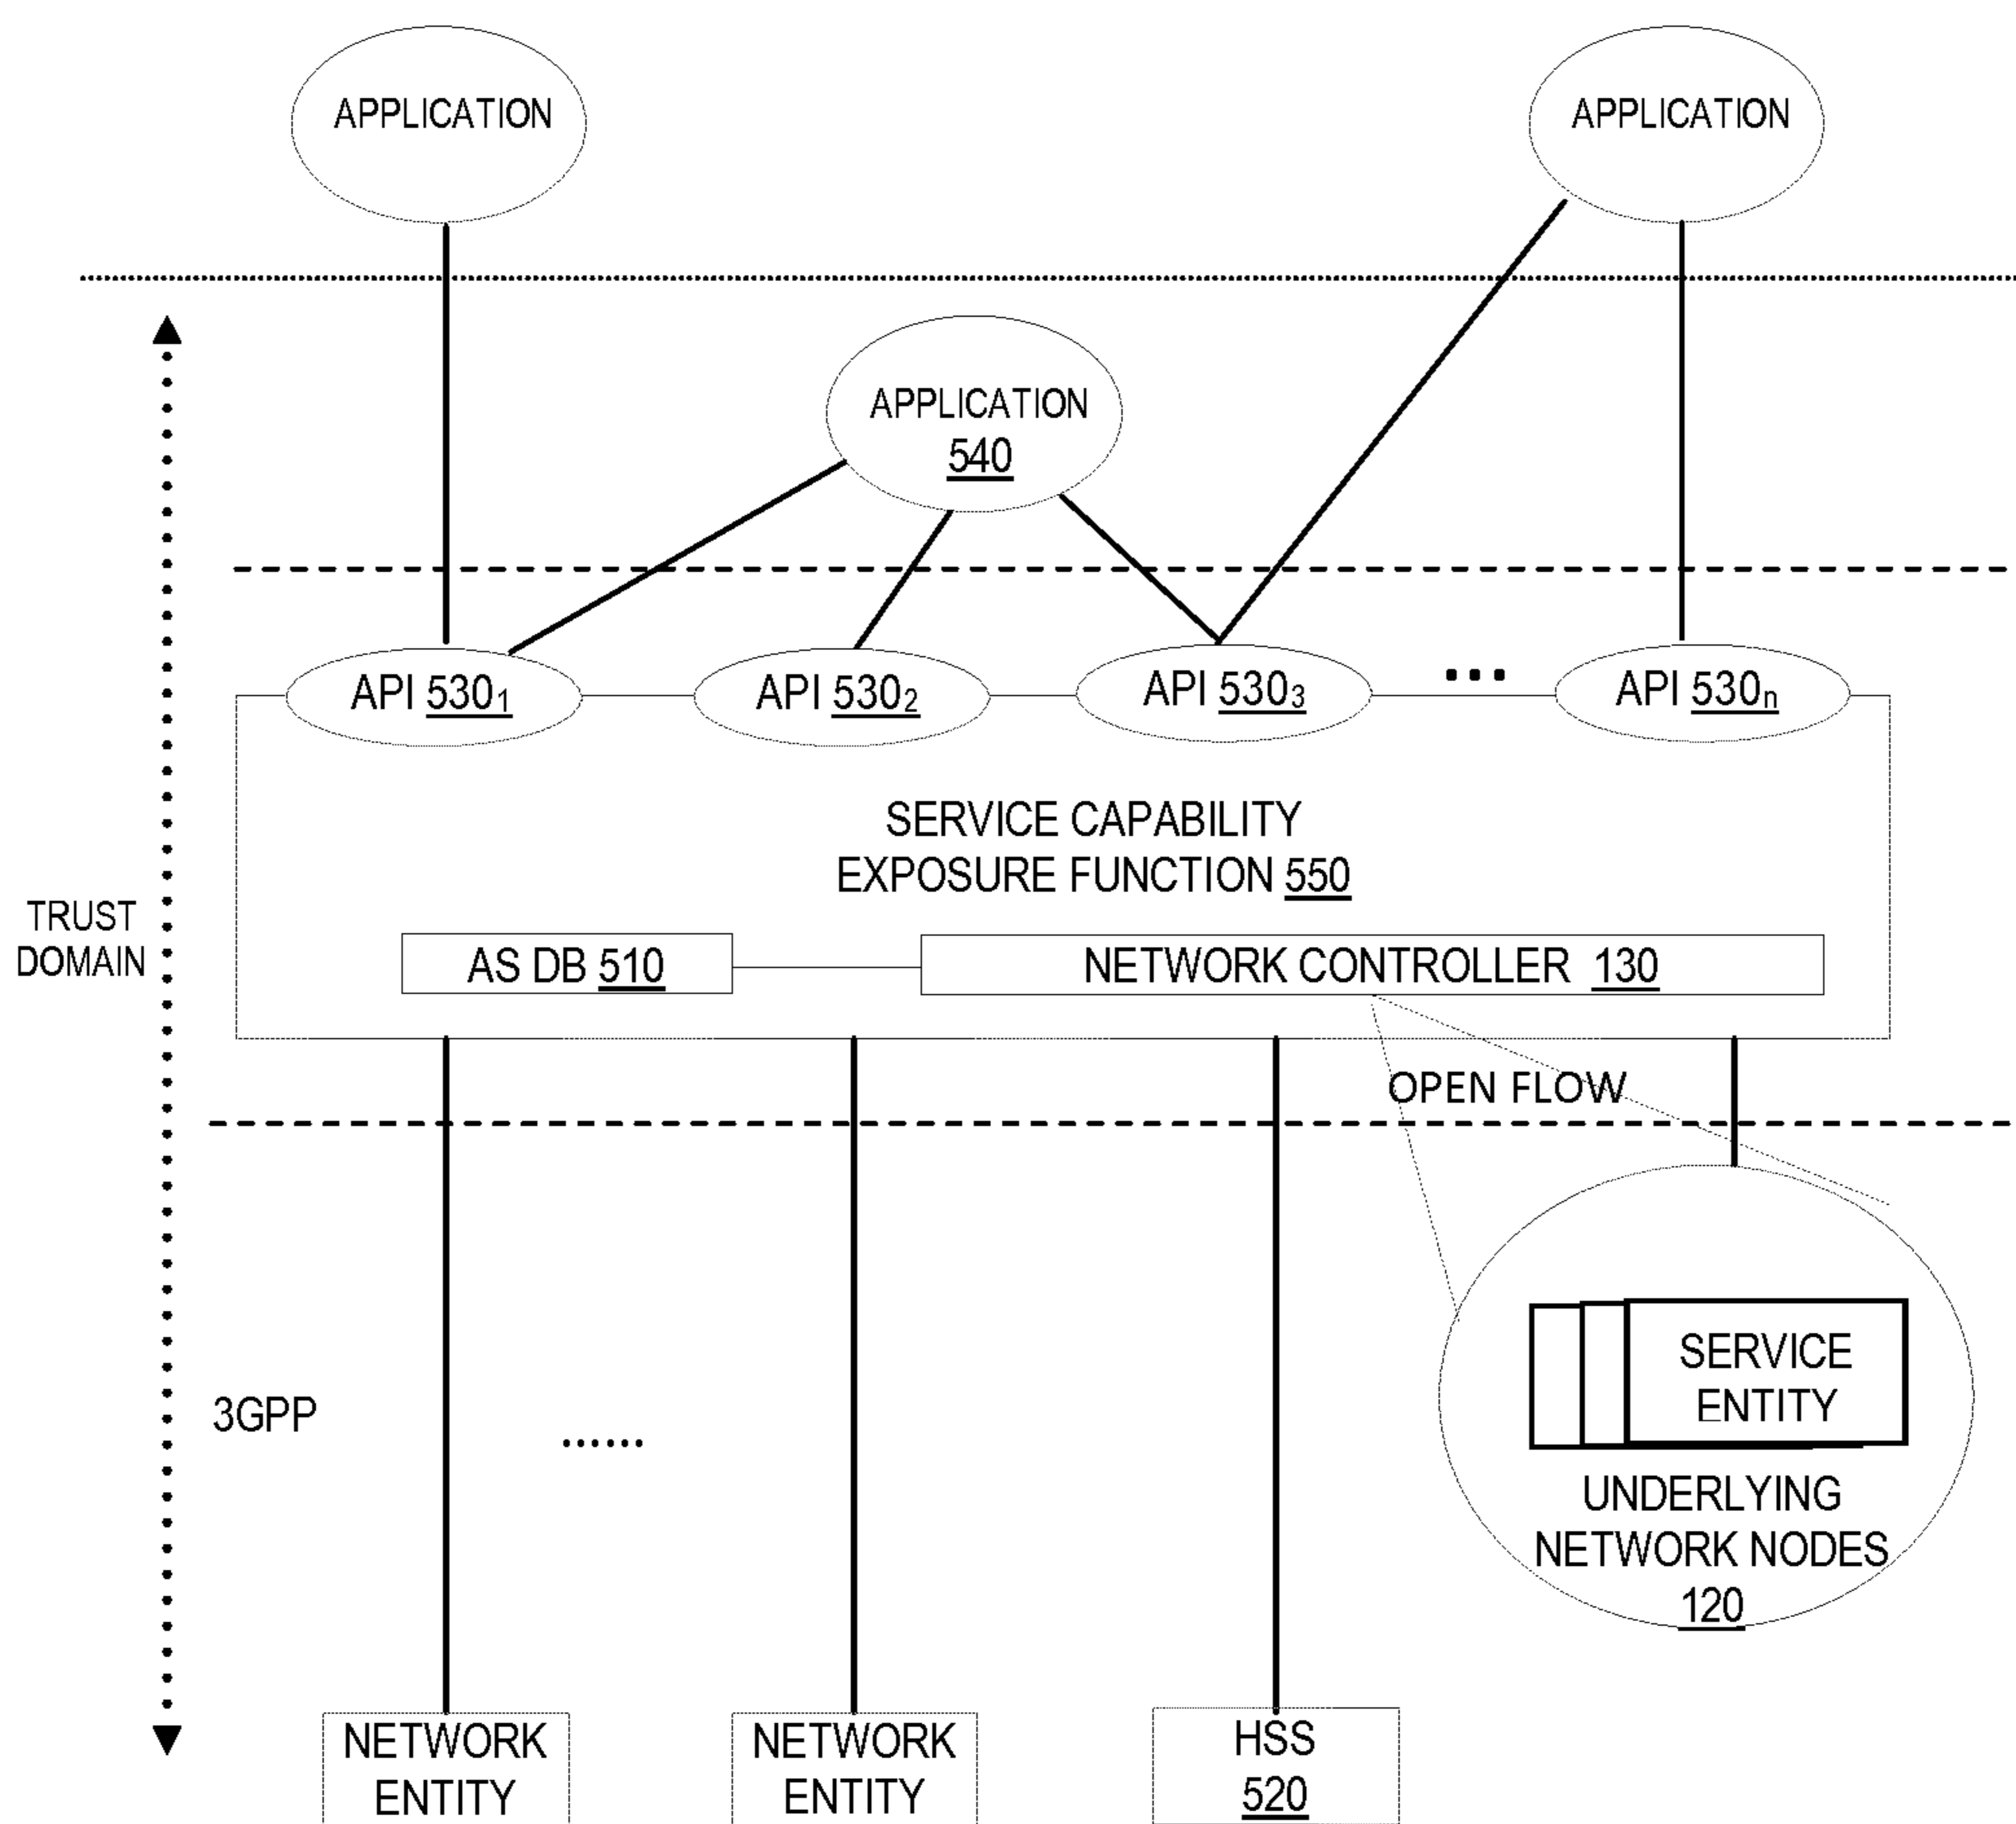 APPLICATION
APPLICATION
APPLICATION
540
API 530₁
API 530₂
API 530₃
...
API 530ₙ
SERVICE CAPABILITY
EXPOSURE FUNCTION 550
TRUST
DOMAIN
AS DB 510
NETWORK CONTROLLER 130
OPEN FLOW
SERVICE
ENTITY
3GPP
......
UNDERLYING
NETWORK NODES
120
NETWORK
ENTITY
NETWORK
ENTITY
HSS
520